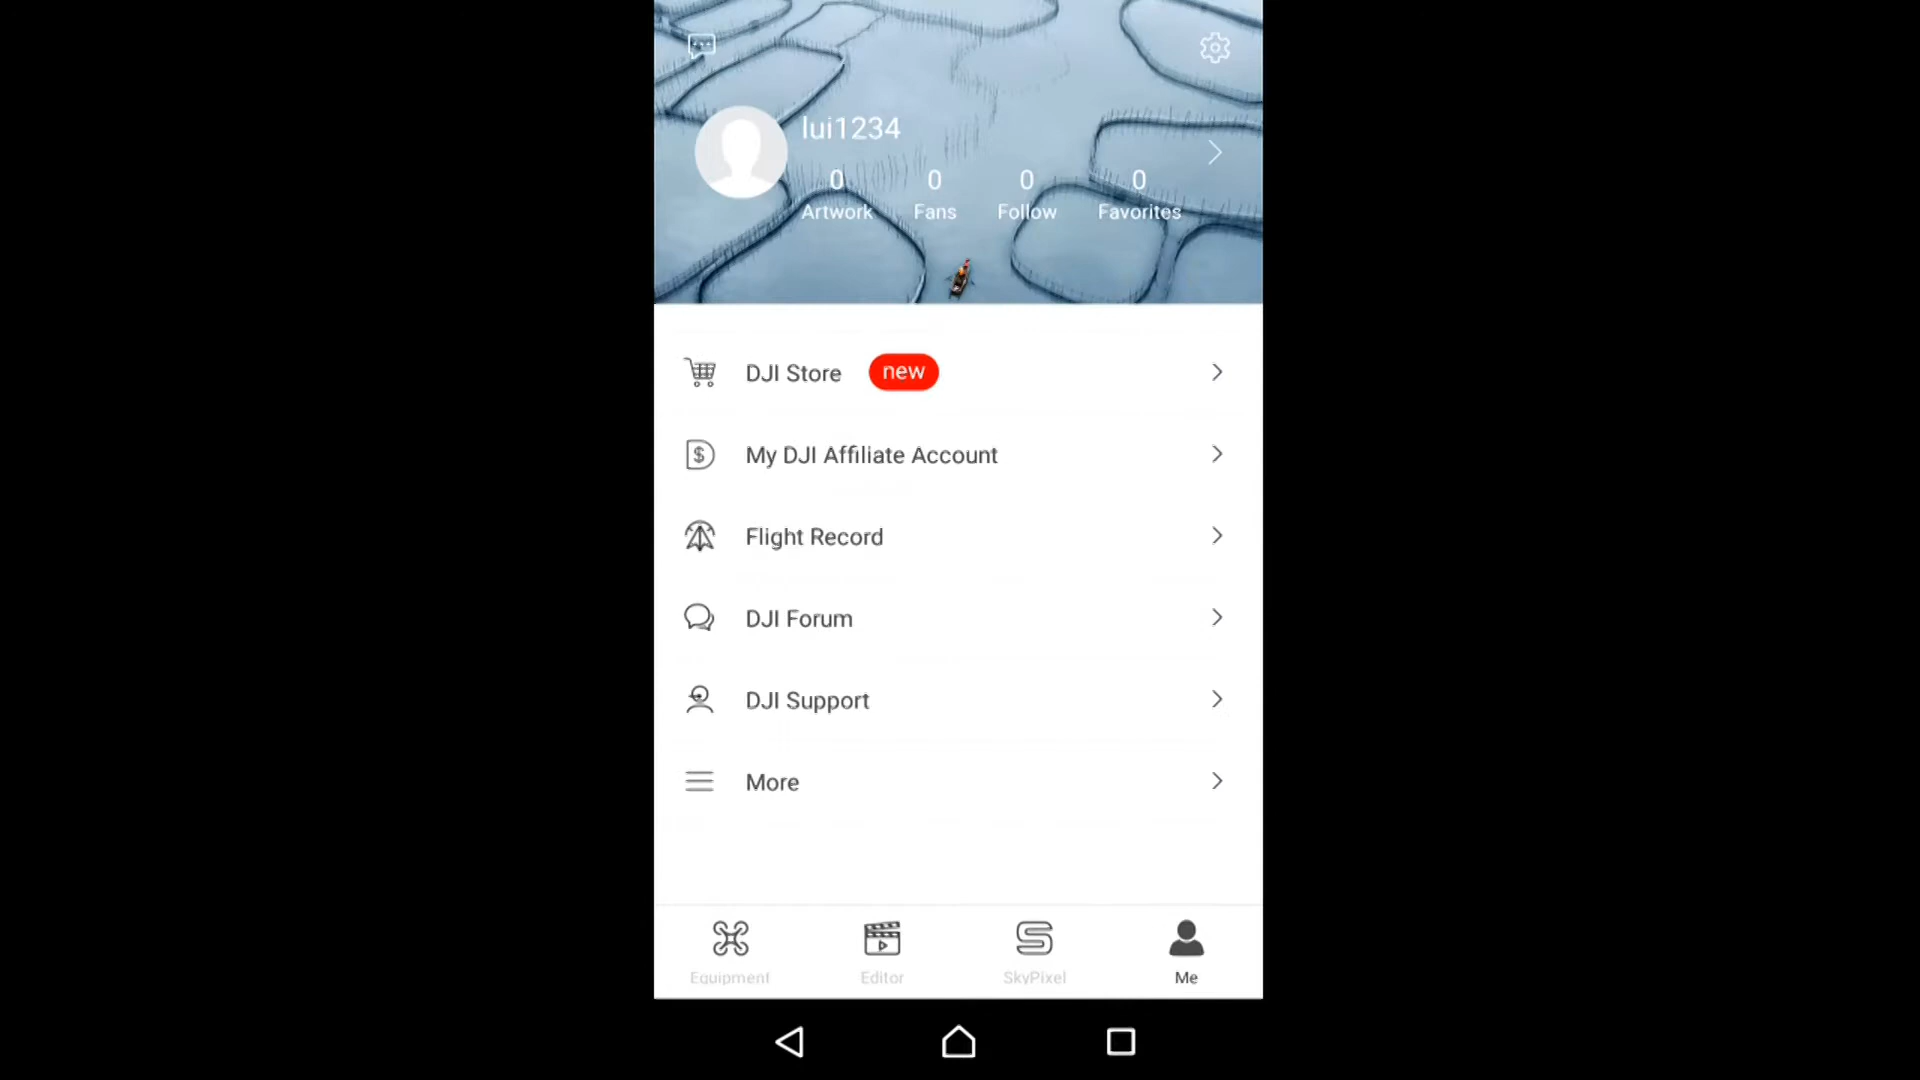 lui1234
0 0 0 0
Artwork Fans Follow Favorites
DJI Store new
My DJI Affiliate Account
Flight Record
DJI Forum
DJI Support
More
Equipment Editor SkyPixel Me